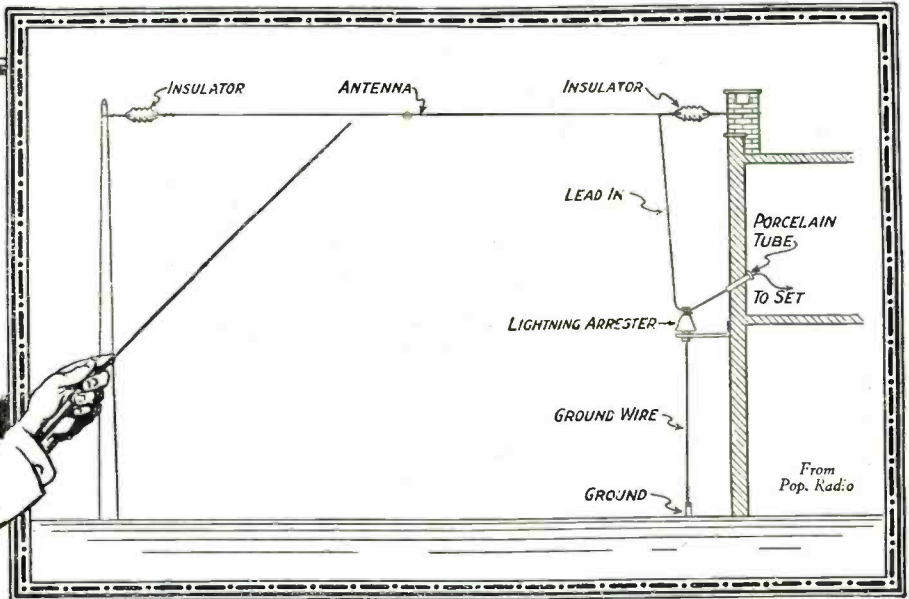 INSULATOR
ANTENNA
INSULATOR
LEAD IN
PORCELAIN
TUBE
TO SET
LIGHTNING ARRESTER
GROUND WIRE
GROUND
From
Pop. Radio